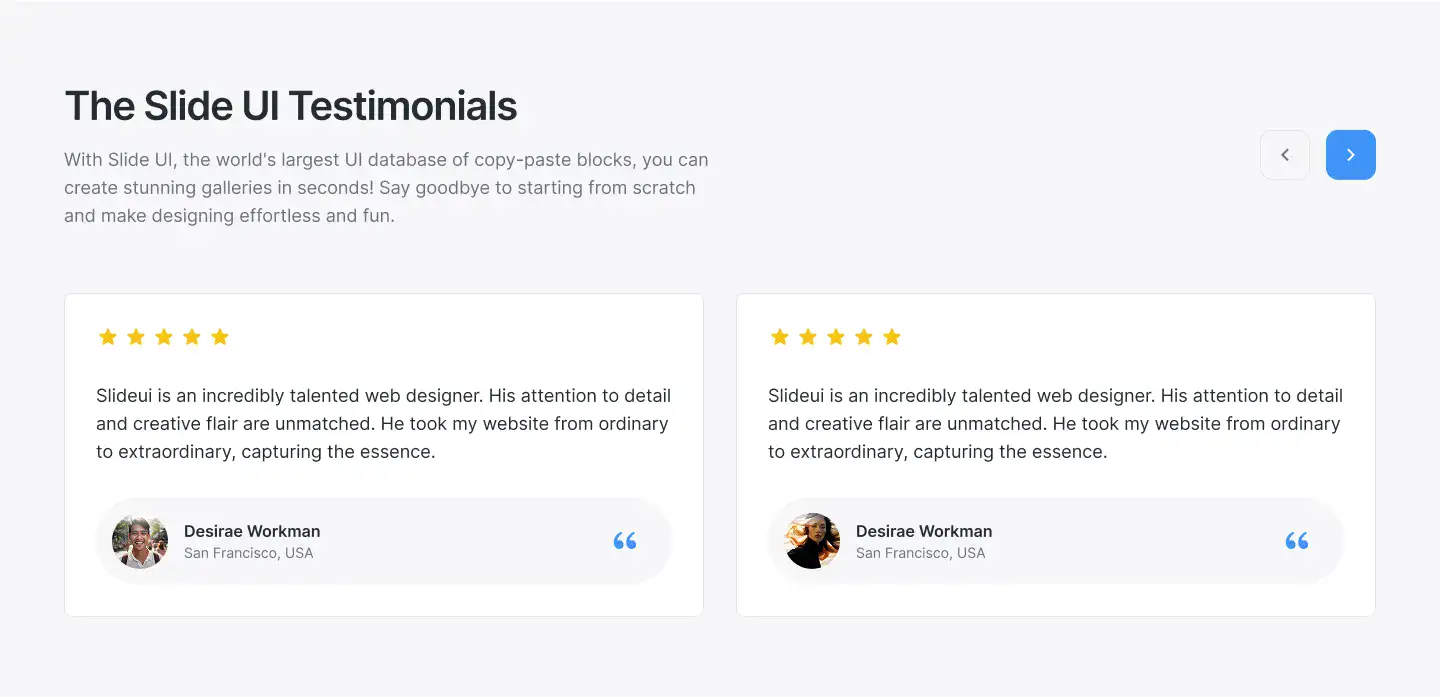 The Slide UI Testimonials
With Slide UI, the world's largest UI database of copy-paste blocks, you can
create stunning galleries in seconds! Say goodbye to starting from scratch
and make designing effortless and fun.
Slideui is an incredibly talented web designer. His attention to detail
and creative flair are unmatched. He took my website from ordinary
to extraordinary, capturing the essence.
Desirae Workman
San Francisco, USA
Slideui is an incredibly talented web designer. His attention to detail
and creative flair are unmatched. He took my website from ordinary
to extraordinary, capturing the essence.
Desirae Workman
San Francisco, USA